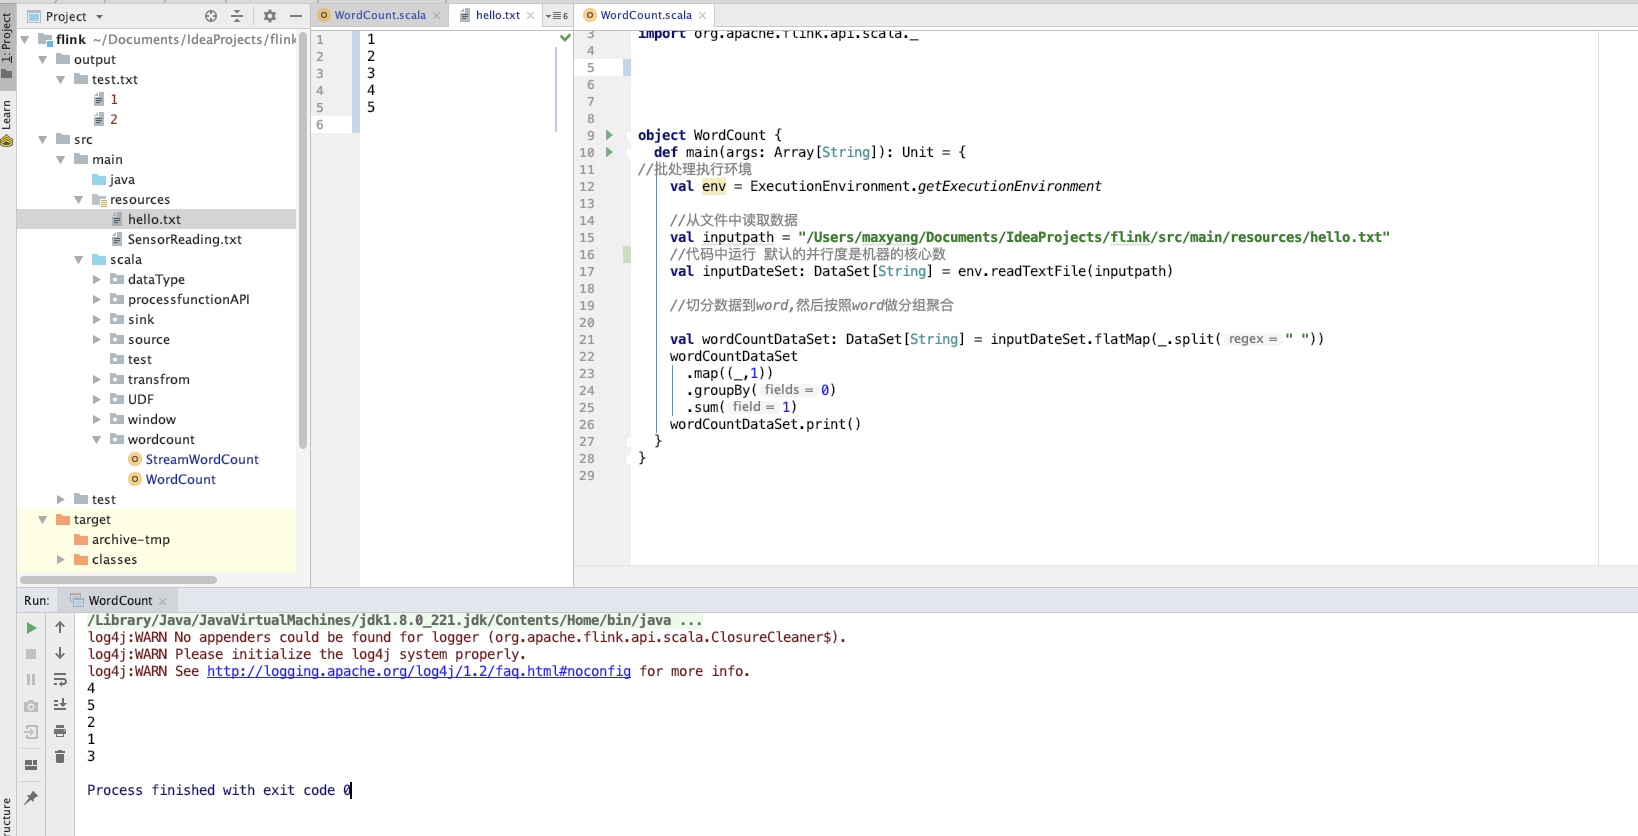 Project
WordCount.scala
hello.txt
6
WordCount.scala
1: Project
Learn
ructure
flink ~/Documents/IdeaProjects/flink
output
test.txt
1
2
src
main
java
resources
hello.txt
SensorReading.txt
scala
dataType
processfunctionAPI
sink
source
test
transfrom
UDF
window
wordcount
StreamWordCount
WordCount
test
target
archive-tmp
classes
1 1
2 2
3 3
4 4
5 5
6
3 import org.apache.flink.api.scala._
4
5
6
7
8
9 object WordCount {
10 def main(args: Array[String]): Unit = {
11 //批处理执行环境
12 val env = ExecutionEnvironment.getExecutionEnvironment
13
14 //从文件中读取数据
15 val inputpath = "/Users/maxyang/Documents/IdeaProjects/flink/src/main/resources/hello.txt"
16 //代码中运行 默认的并行度是机器的核心数
17 val inputDateSet: DataSet[String] = env.readTextFile(inputpath)
18
19 //切分数据到word,然后按照word做分组聚合
20
21 val wordCountDataSet: DataSet[String] = inputDateSet.flatMap(_.split( regex = " "))
22 wordCountDataSet
23 .map((_,1))
24 .groupBy( fields = 0)
25 .sum( field = 1)
26 wordCountDataSet.print()
27 }
28 }
29
Run: WordCount
/Library/Java/JavaVirtualMachines/jdk1.8.0_221.jdk/Contents/Home/bin/java ...
log4j:WARN No appenders could be found for logger (org.apache.flink.api.scala.ClosureCleaner$).
log4j:WARN Please initialize the log4j system properly.
log4j:WARN See http://logging.apache.org/log4j/1.2/faq.html#noconfig for more info.
4
5
2
1
3
Process finished with exit code 0